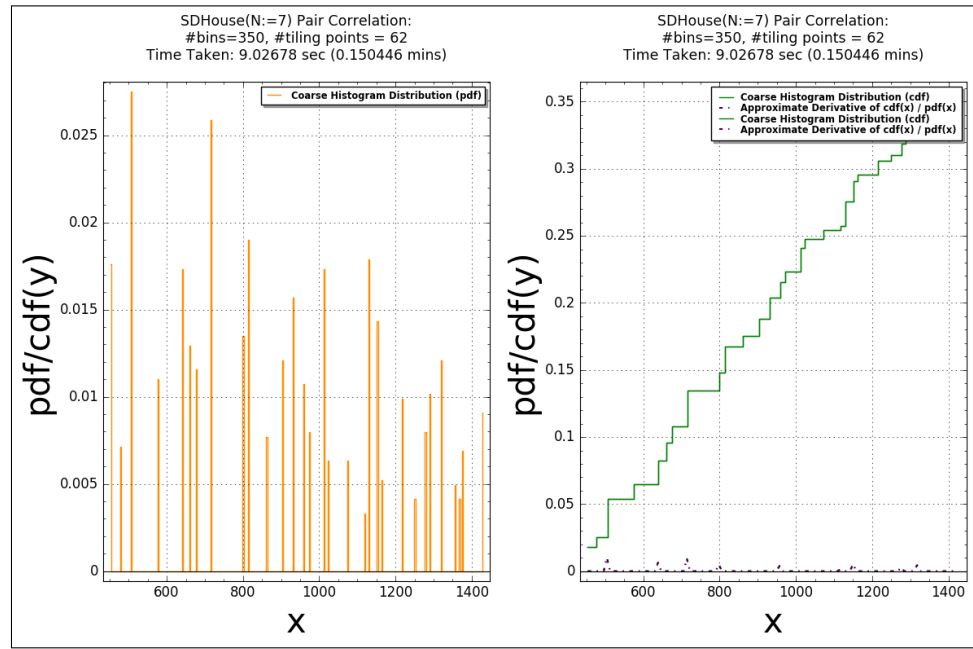 SDHouse(N:=7) Pair Correlation:
#bins=350, #tiling points = 62
Time Taken: 9.02678 sec (0.150446 mins)
Coarse Histogram Distribution (pdf)
pdf/cdf(y)
0.025
0.02
0.015
0.01
0.005
0
600
800
1000
1200
1400
x
SDHouse(N:=7) Pair Correlation:
#bins=350, #tiling points = 62
Time Taken: 9.02678 sec (0.150446 mins)
Coarse Histogram Distribution (cdf)
Approximate Derivative of cdf(x) / pdf(x)
Coarse Histogram Distribution (cdf)
Approximate Derivative of cdf(x) / pdf(x)
pdf/cdf(y)
0.35
0.3
0.25
0.2
0.15
0.1
0.05
0
600
800
1000
1200
1400
x